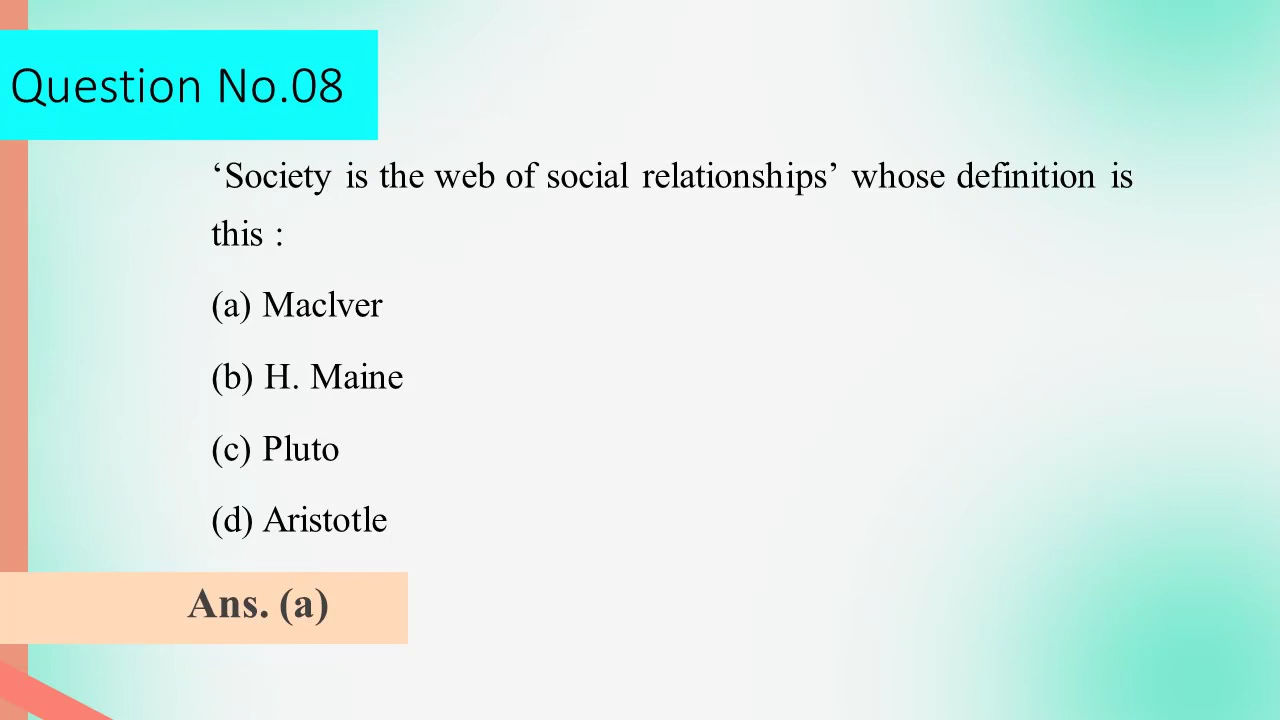 Question No.08
‘Society is the web of social relationships’ whose definition is
this :
(a) Maclver
(b) H. Maine
(c) Pluto
(d) Aristotle
Ans. (a)